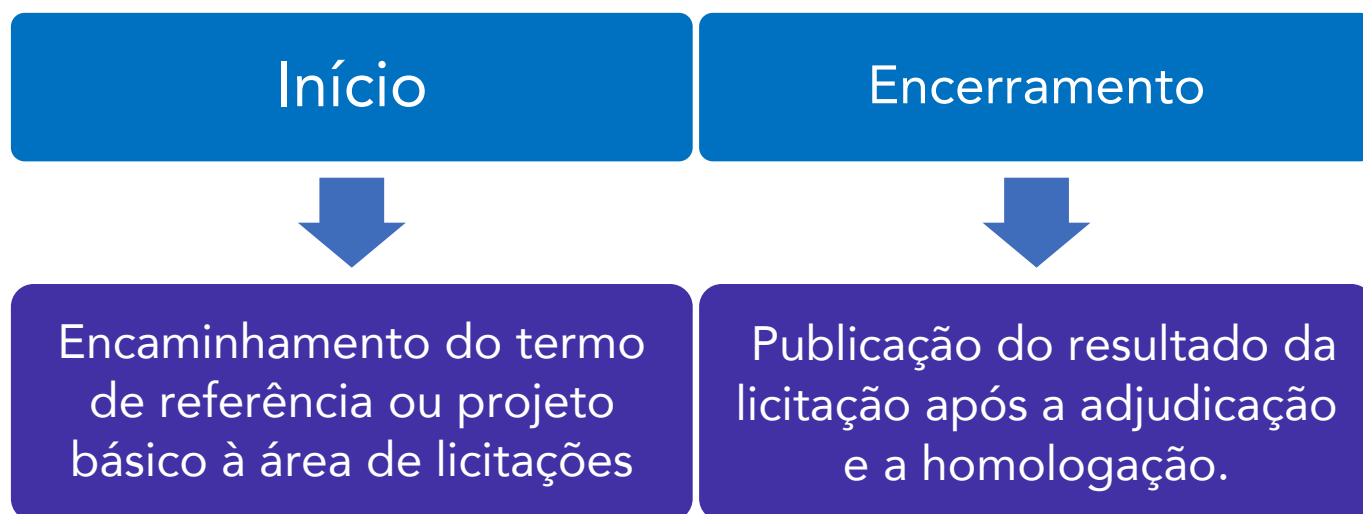 Início
Encerramento
Encaminhamento do termo
de referência ou projeto
básico à área de licitações
Publicação do resultado da
licitação após a adjudicação
e a homologação.